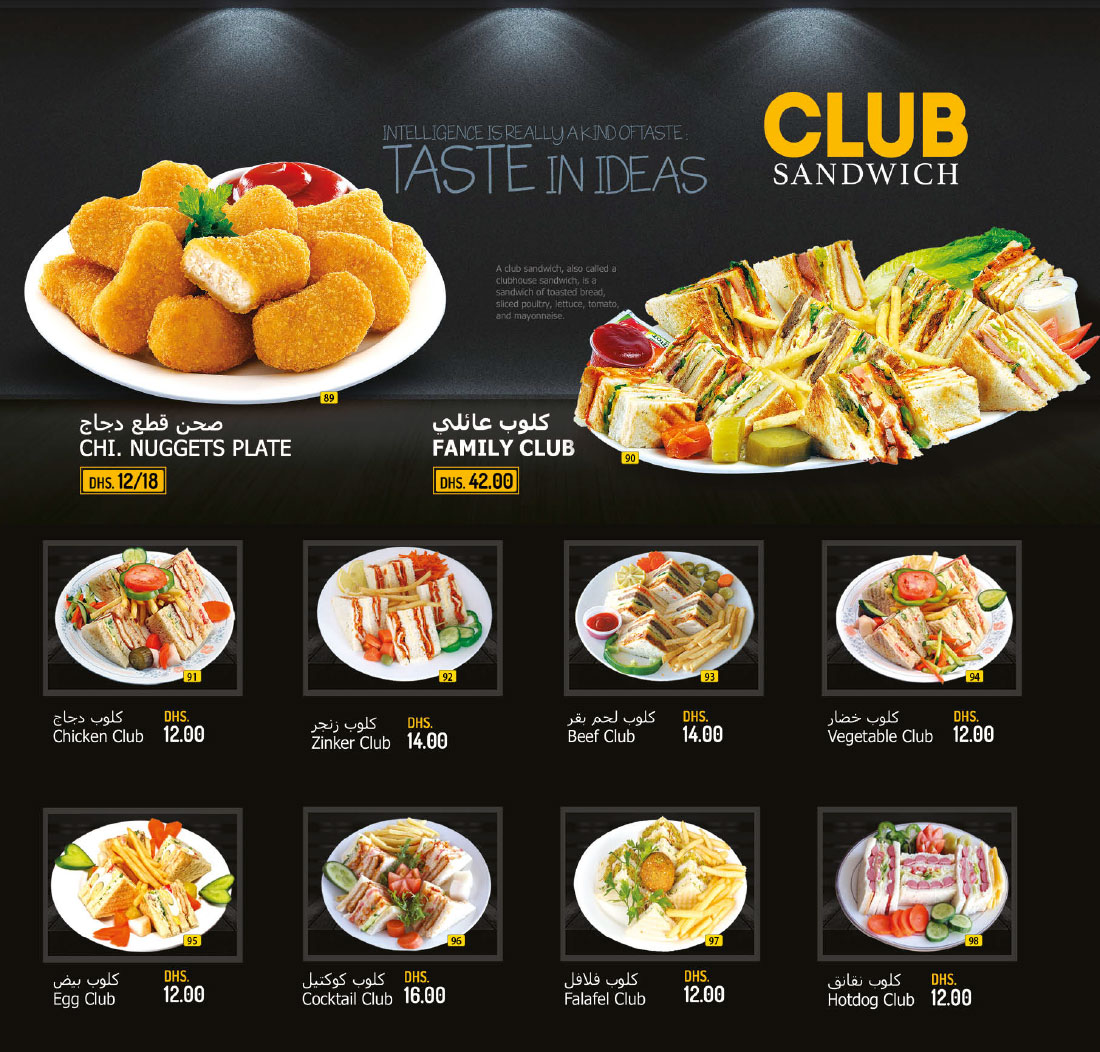 INTELLIGENCE IS REALLY A KIND OF TASTE :
TASTE IN IDEAS
CLUB
SANDWICH
A club sandwich, also called a
clubhouse sandwich, is a
sandwich of toasted bread,
sliced poultry, lettuce, tomato,
and mayonnaise.
89
صحن قطع دجاج
CHI. NUGGETS PLATE
DHS. 12/18
كلوب عائلي
FAMILY CLUB
DHS. 42.00
90
91
كلوب دجاج
Chicken Club
DHS.
12.00
92
كلوب زنجر
Zinker Club
DHS.
14.00
93
كلوب لحم بقر
Beef Club
DHS.
14.00
94
كلوب خضار
Vegetable Club
DHS.
12.00
95
كلوب بيض
Egg Club
DHS.
12.00
96
كلوب كوكتيل
Cocktail Club
DHS.
16.00
97
كلوب فلافل
Falafel Club
DHS.
12.00
98
كلوب نقانق
Hotdog Club
DHS.
12.00